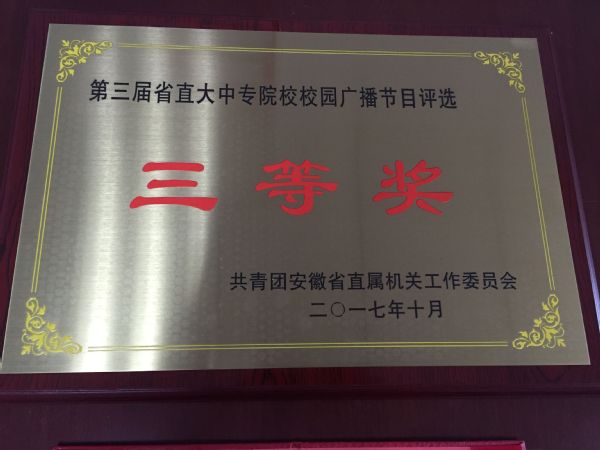 第三届省直大中专院校校园广播节目评选
三等奖
共青团安徽省直属机关工作委员会
二〇一七年十月